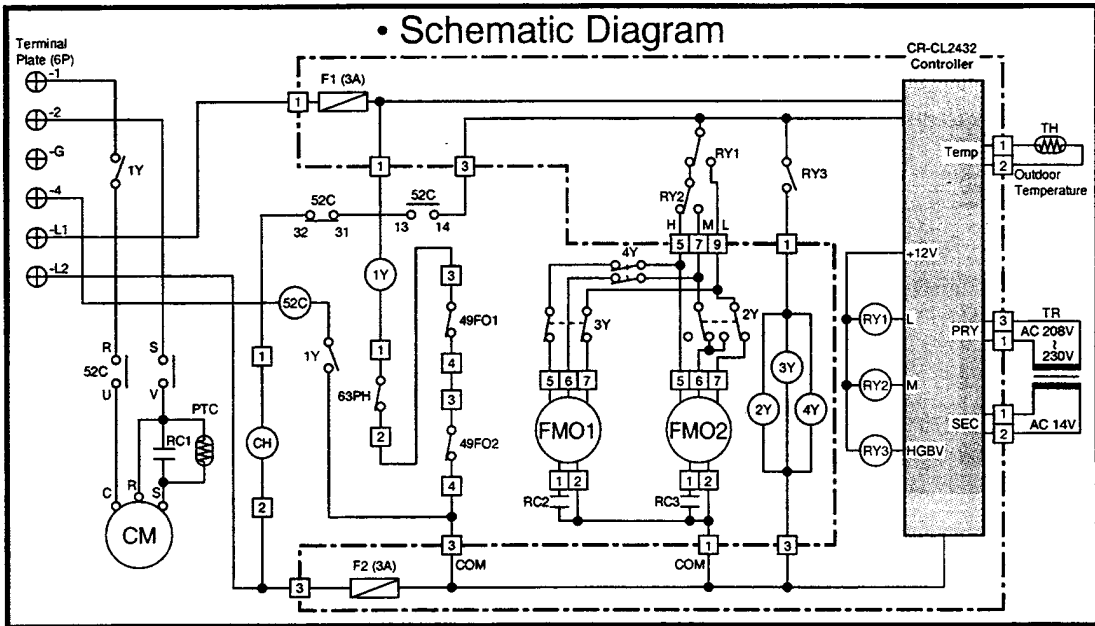 • Schematic Diagram
Terminal
Plate (6P)
-1
-2
-G
-4
-L1
-L2
F1 (3A)
CR-CL2432
Controller
1
1
3
1Y
52C
52C
32
31
13
14
RY1
RY2
RY3
H
M
L
5
7
9
1
Temp
1
2
TH
Outdoor
Temperature
+12V
RY1
L
RY2
M
RY3
HGBV
PRY
3
1
TR
AC 208V
~
230V
SEC
1
2
AC 14V
4Y
1Y
3
49FO1
4
3
49FO2
4
52C
1Y
1
63PH
2
3Y
2Y
5
6
7
5
6
7
FMO1
FMO2
1
2
1
2
RC2
RC3
2Y
3Y
4Y
R
S
52C
U
V
PTC
RC1
C
R
S
CM
1
CH
2
3
COM
1
COM
3
3
F2 (3A)